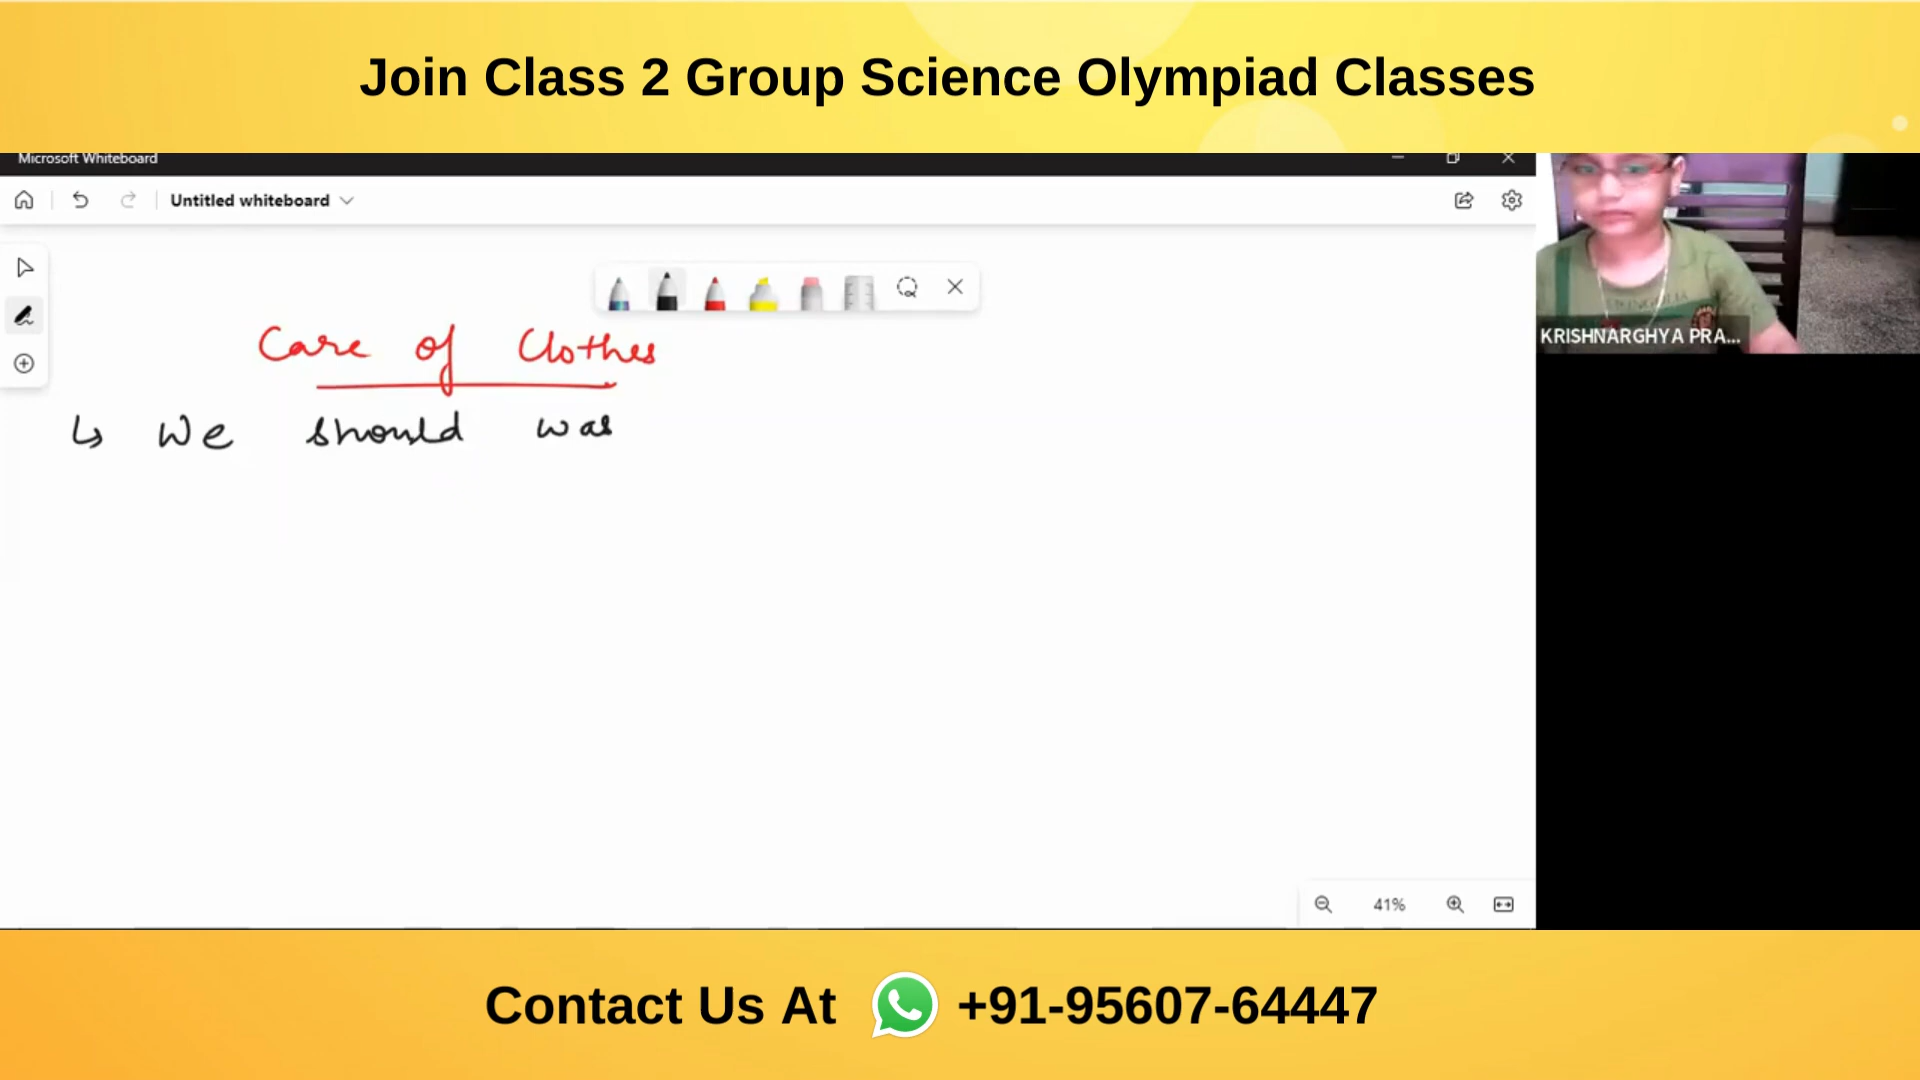 Join Class 2 Group Science Olympiad Classes
Microsoft Whiteboard
Untitled whiteboard
KRISHNARGHYA PRA...
Care of Clothes
↳ We should was
41%
Contact Us At +91-95607-64447